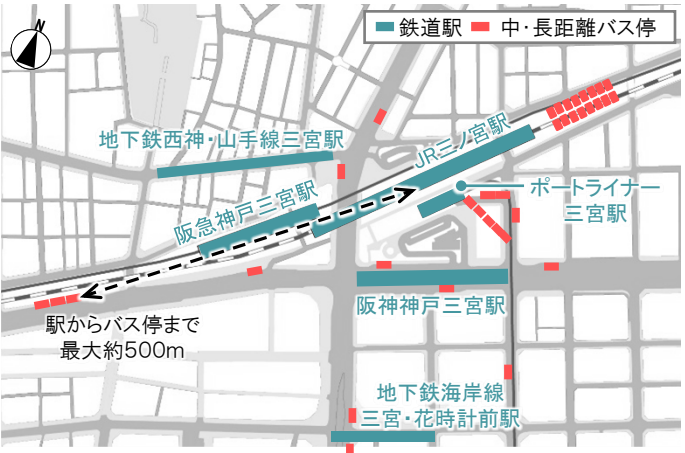 N
鉄道駅
中・長距離バス停
地下鉄西神・山手線三宮駅
JR三ノ宮駅
阪急神戸三宮駅
ポートライナー
三宮駅
阪神神戸三宮駅
駅からバス停まで
最大約500m
地下鉄海岸線
三宮・花時計前駅